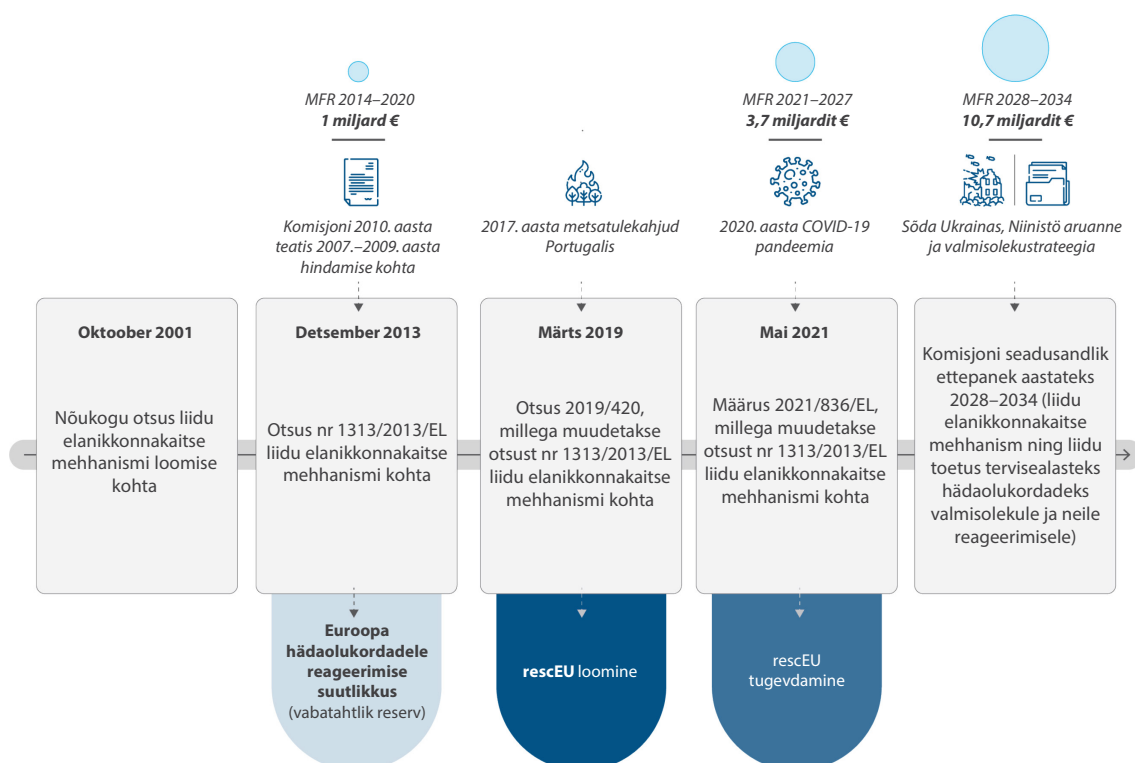 MFR 2014–2020
1 miljard €
Komisjoni 2010. aasta
teatis 2007.–2009. aasta
hindamise kohta
2017. aasta metsatulekahjud
Portugalis
MFR 2021–2027
3,7 miljardit €
2020. aasta COVID-19
pandeemia
MFR 2028–2034
10,7 miljardit €
Sõda Ukrainas, Niinistö aruanne
ja valmisolekustrateegia
Oktoober 2001
Nõukogu otsus liidu
elanikkonnakaitse
mehhanismi loomise
kohta
Detsember 2013
Otsus nr 1313/2013/EL
liidu elanikkonnakaitse
mehhanismi kohta
Märts 2019
Otsus 2019/420,
millega muudetakse
otsust nr 1313/2013/EL
liidu elanikkonnakaitse
mehhanismi kohta
Mai 2021
Määrus 2021/836/EL,
millega muudetakse
otsust nr 1313/2013/EL
liidu elanikkonnakaitse
mehhanismi kohta
Komisjoni seadusandlik
ettepanek aastateks
2028–2034 (liidu
elanikkonnakaitse
mehhanism ning liidu
toetus tervisealasteks
hädaolukordadeks
valmisolekule ja neile
reageerimisele)
Euroopa
hädaolukordadele
reageerimise
suutlikkus
(vabatahtlik reserv)
rescEU loomine
rescEU
tugevdamine